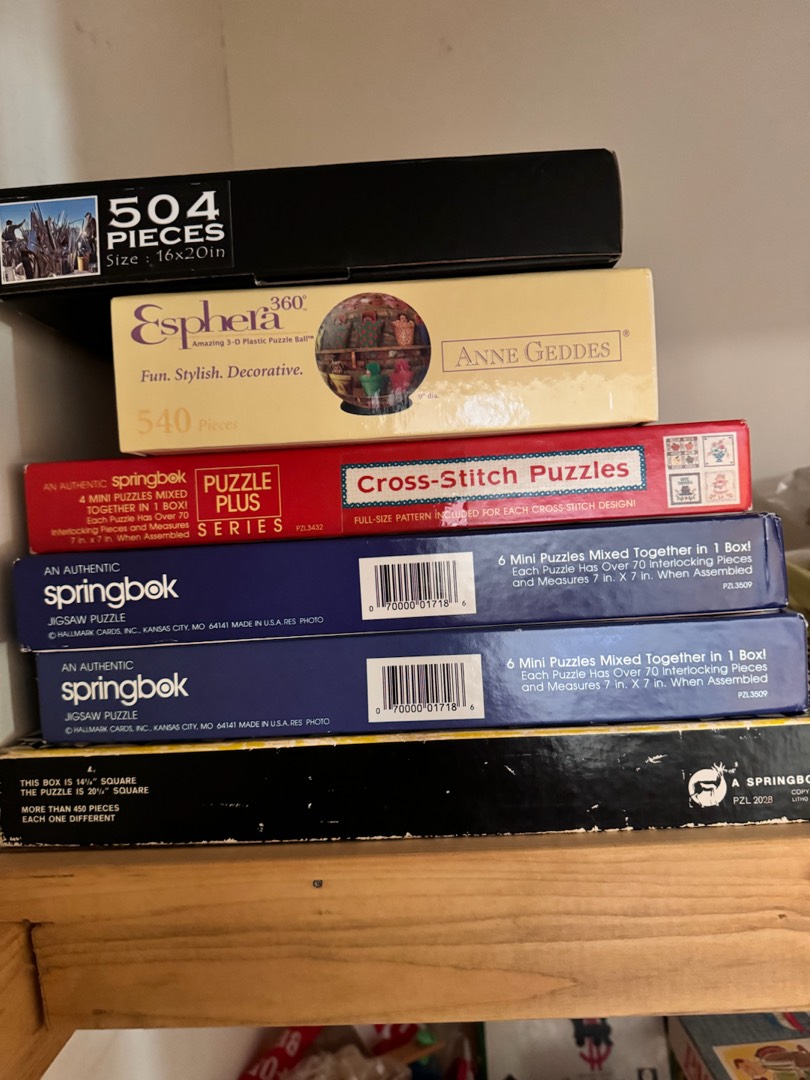 504
PIECES
Size : 16x20in
Esphera 360°
Amazing 3-D Plastic Puzzle Ball™
Fun. Stylish. Decorative.
540 Pieces
9" dia.
ANNE GEDDES®
AN AUTHENTIC springbok
4 MINI PUZZLES MIXED
TOGETHER IN 1 BOX!
Each Puzzle Has Over 70
Interlocking Pieces and Measures
7 in. X 7 in. When Assembled
PUZZLE
PLUS
SERIES
PZL3432
Cross-Stitch Puzzles
FULL-SIZE PATTERN INCLUDED FOR EACH CROSS-STITCH DESIGN!
AN AUTHENTIC
springbok
JIGSAW PUZZLE
© HALLMARK CARDS, INC., KANSAS CITY, MO 64141 MADE IN U.S.A. RES PHOTO
0 70000 01718 6
6 Mini Puzzles Mixed Together in 1 Box!
Each Puzzle Has Over 70 Interlocking Pieces
and Measures 7 in. X 7 in. When Assembled
PZL3509
AN AUTHENTIC
springbok
JIGSAW PUZZLE
© HALLMARK CARDS, INC., KANSAS CITY, MO 64141 MADE IN U.S.A. RES PHOTO
0 70000 01718 6
6 Mini Puzzles Mixed Together in 1 Box!
Each Puzzle Has Over 70 Interlocking Pieces
and Measures 7 in. X 7 in. When Assembled
PZL3509
THIS BOX IS 14¼" SQUARE
THE PUZZLE IS 20¼" SQUARE
MORE THAN 450 PIECES
EACH ONE DIFFERENT
A SPRINGBO
PZL 2028
COPY
LITHO